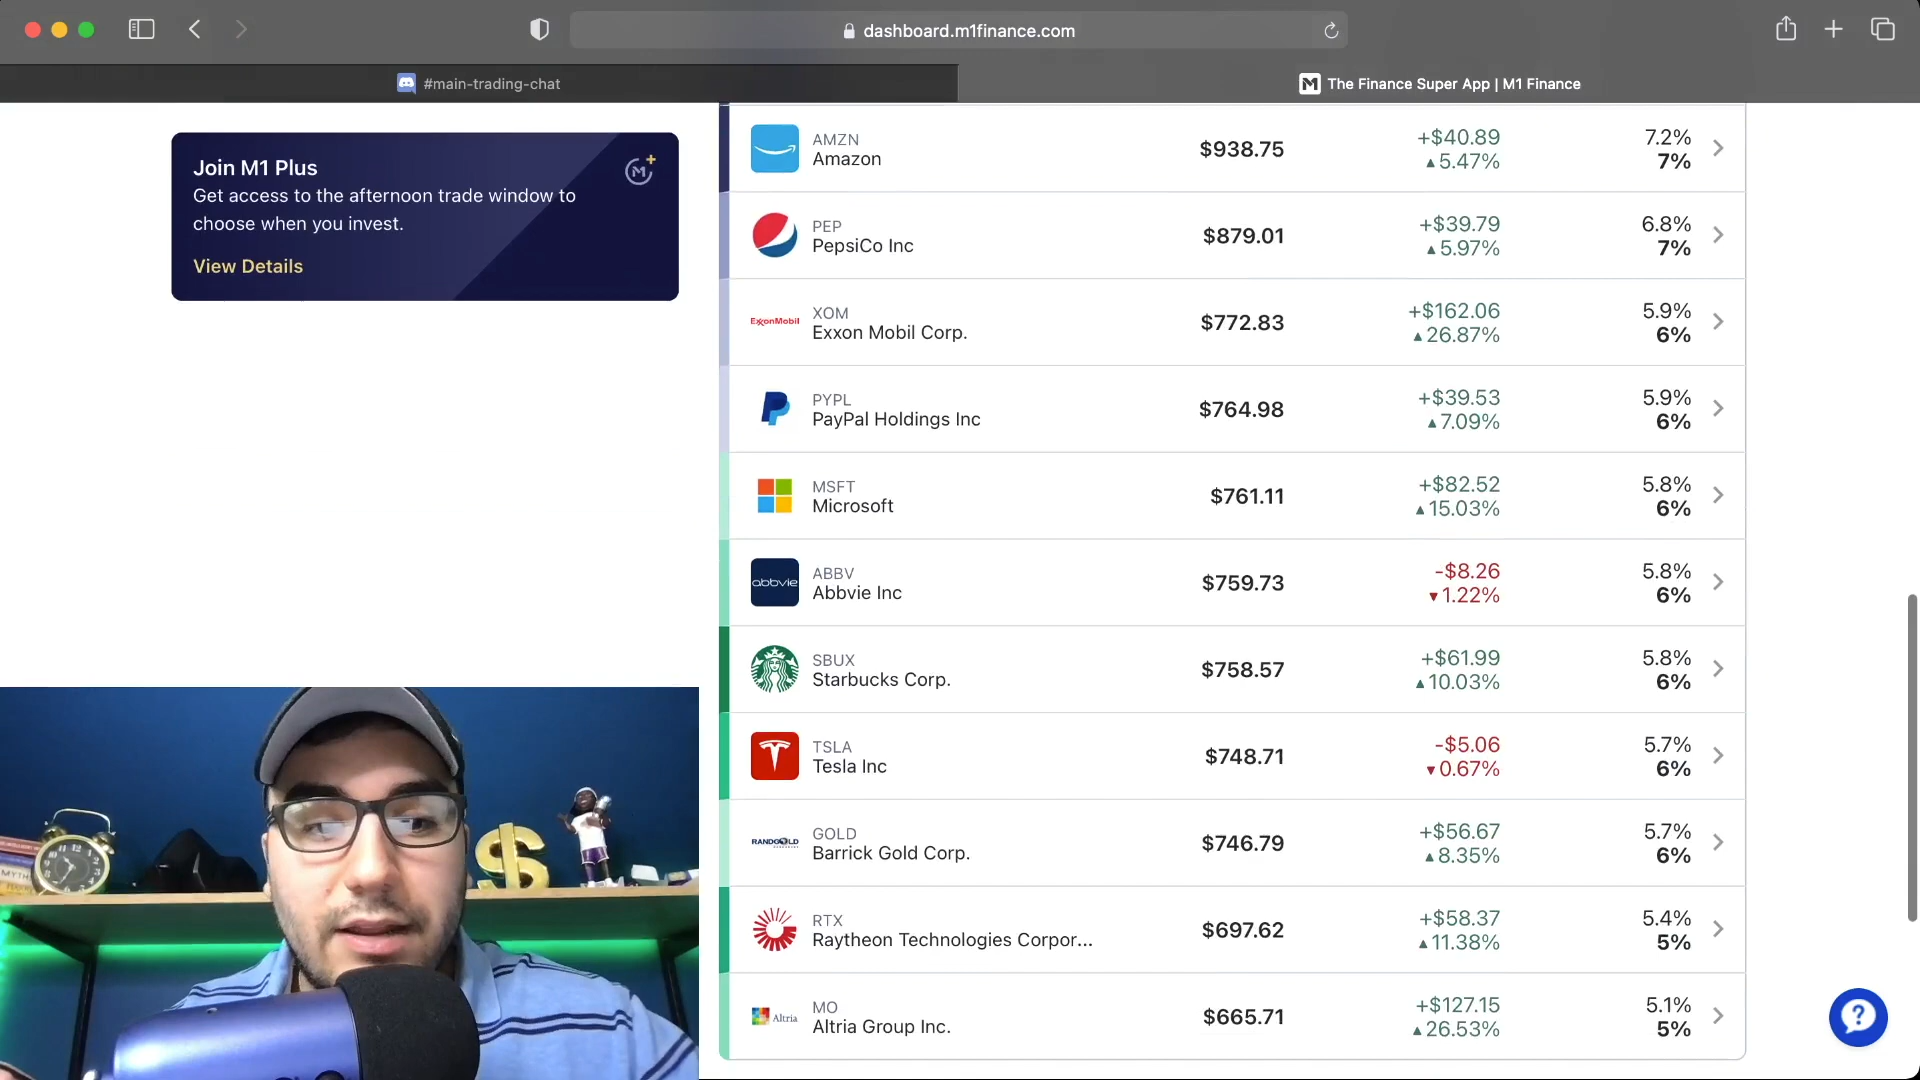 dashboard.m1finance.com
#main-trading-chat
The Finance Super App | M1 Finance
Join M1 Plus
Get access to the afternoon trade window to
choose when you invest.
View Details
AMZN
Amazon
$938.75
+$40.89
▲5.47%
7.2%
7%
PEP
PepsiCo Inc
$879.01
+$39.79
▲5.97%
6.8%
7%
ExxonMobil
XOM
Exxon Mobil Corp.
$772.83
+$162.06
▲26.87%
5.9%
6%
PYPL
PayPal Holdings Inc
$764.98
+$39.53
▲7.09%
5.9%
6%
MSFT
Microsoft
$761.11
+$82.52
▲15.03%
5.8%
6%
abbvie
ABBV
Abbvie Inc
$759.73
-$8.26
▼1.22%
5.8%
6%
SBUX
Starbucks Corp.
$758.57
+$61.99
▲10.03%
5.8%
6%
TSLA
Tesla Inc
$748.71
-$5.06
▼0.67%
5.7%
6%
RANDGOLD
GOLD
Barrick Gold Corp.
$746.79
+$56.67
▲8.35%
5.7%
6%
RTX
Raytheon Technologies Corpor...
$697.62
+$58.37
▲11.38%
5.4%
5%
Altria
MO
Altria Group Inc.
$665.71
+$127.15
▲26.53%
5.1%
5%